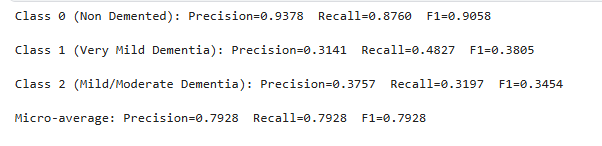 Class 0 (Non Demented): Precision=0.9378  Recall=0.8760  F1=0.9058
Class 1 (Very Mild Dementia): Precision=0.3141  Recall=0.4827  F1=0.3805
Class 2 (Mild/Moderate Dementia): Precision=0.3757  Recall=0.3197  F1=0.3454
Micro-average: Precision=0.7928  Recall=0.7928  F1=0.7928